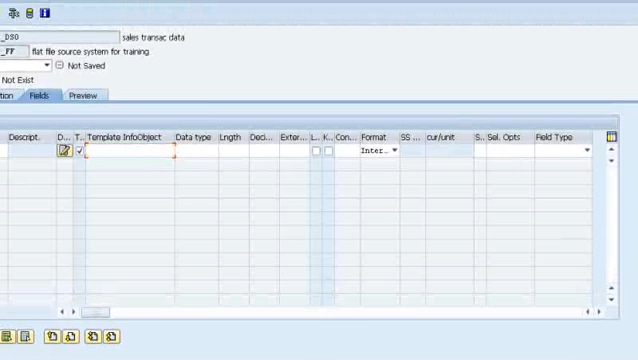 _DSO sales transac data
_FF flat file source system for training
Not Saved
Not Exist
tion Fields Preview
Descript. D... T... Template InfoObject Data type Lngth Deci... Exter... L... K... Con... Format SS ... cur/unit S.. Sel. Opts Field Type
Inter...